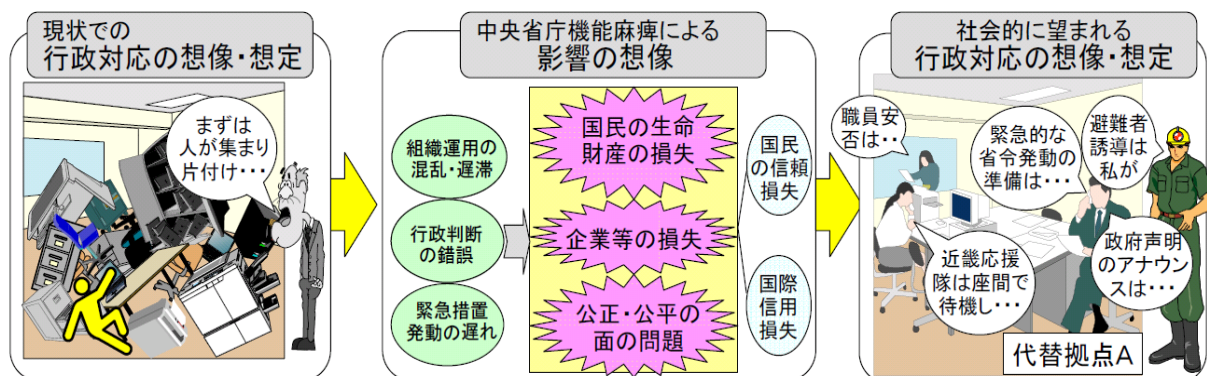 現状での
行政対応の想像・想定
まずは
人が集まり
片付け・・・
中央省庁機能麻痺による
影響の想像
組織運用の
混乱・遅滞
行政判断
の錯誤
緊急措置
発動の遅れ
国民の生命
財産の損失
企業等の損失
公正・公平の
面の問題
国民
の信頼
損失
国際
信用
損失
社会的に望まれる
行政対応の想像・想定
職員安
否は・・・
緊急的な
省令発動の
準備は・・・
避難者
誘導は
私が
近畿応援
隊は座間で
待機し・・・
政府声明
のアナウン
スは・・・
代替拠点A